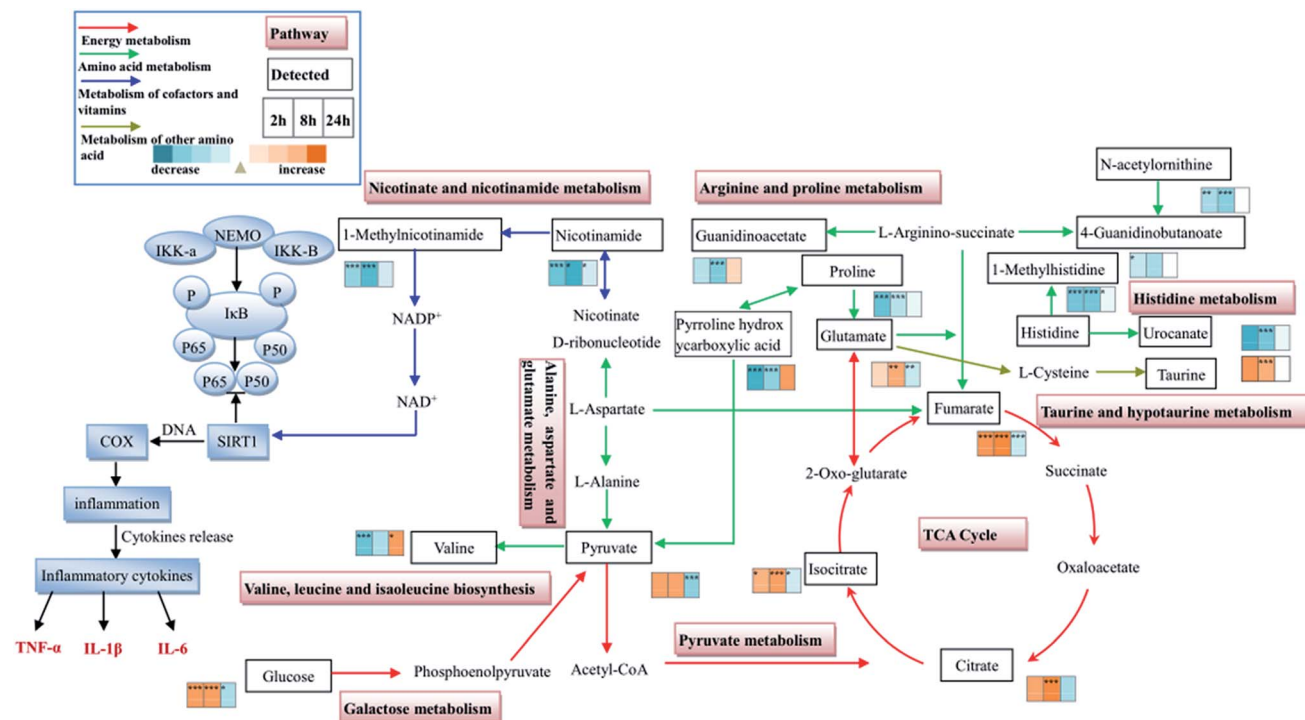 Energy metabolism
Amino acid metabolism
Metabolism of cofactors and
vitamins
Metabolism of other amino
acid
decrease
increase
Pathway
Detected
2h 8h 24h
Nicotinate and nicotinamide metabolism
Arginine and proline metabolism
N-acetylornithine
** ***
NEMO
IKK-a
IKK-B
1-Methylnicotinamide
Nicotinamide
Guanidinoacetate
L-Arginino-succinate
4-Guanidinobutanoate
*** ***
*** * *
***
*
P
P
IκB
Proline
1-Methylhistidine
Histidine metabolism
*** ***
*** *** *
NADP⁺
Nicotinate
D-ribonucleotide
Pyrroline hydrox
ycarboxylic acid
Glutamate
Histidine
Urocanate
***
P65
P50
P65
P50
*** ***
** **
L-Cysteine
Taurine
***
Alanine, aspartate and
glutamate metabolism
NAD⁺
L-Aspartate
Fumarate
Taurine and hypotaurine metabolism
*** *** ***
COX
DNA
SIRT1
2-Oxo-glutarate
Succinate
L-Alanine
inflammation
Cytokines release
TCA Cycle
*** *
Valine
Pyruvate
Valine, leucine and isaoleucine biosynthesis
***
Isocitrate
* *** *
Oxaloacetate
Inflammatory cytokines
TNF-α
IL-1β
IL-6
Pyruvate metabolism
Glucose
*** *** *
Phosphoenolpyruvate
Acetyl-CoA
Citrate
***
Galactose metabolism